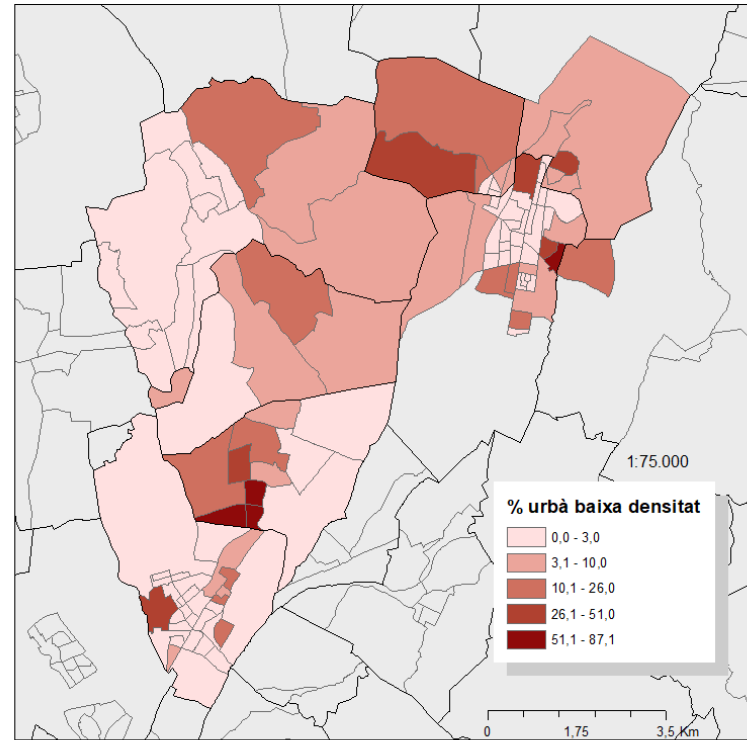 1:75.000
% urbà baixa densitat
0,0 - 3,0
3,1 - 10,0
10,1 - 26,0
26,1 - 51,0
51,1 - 87,1
0 1,75 3,5 Km